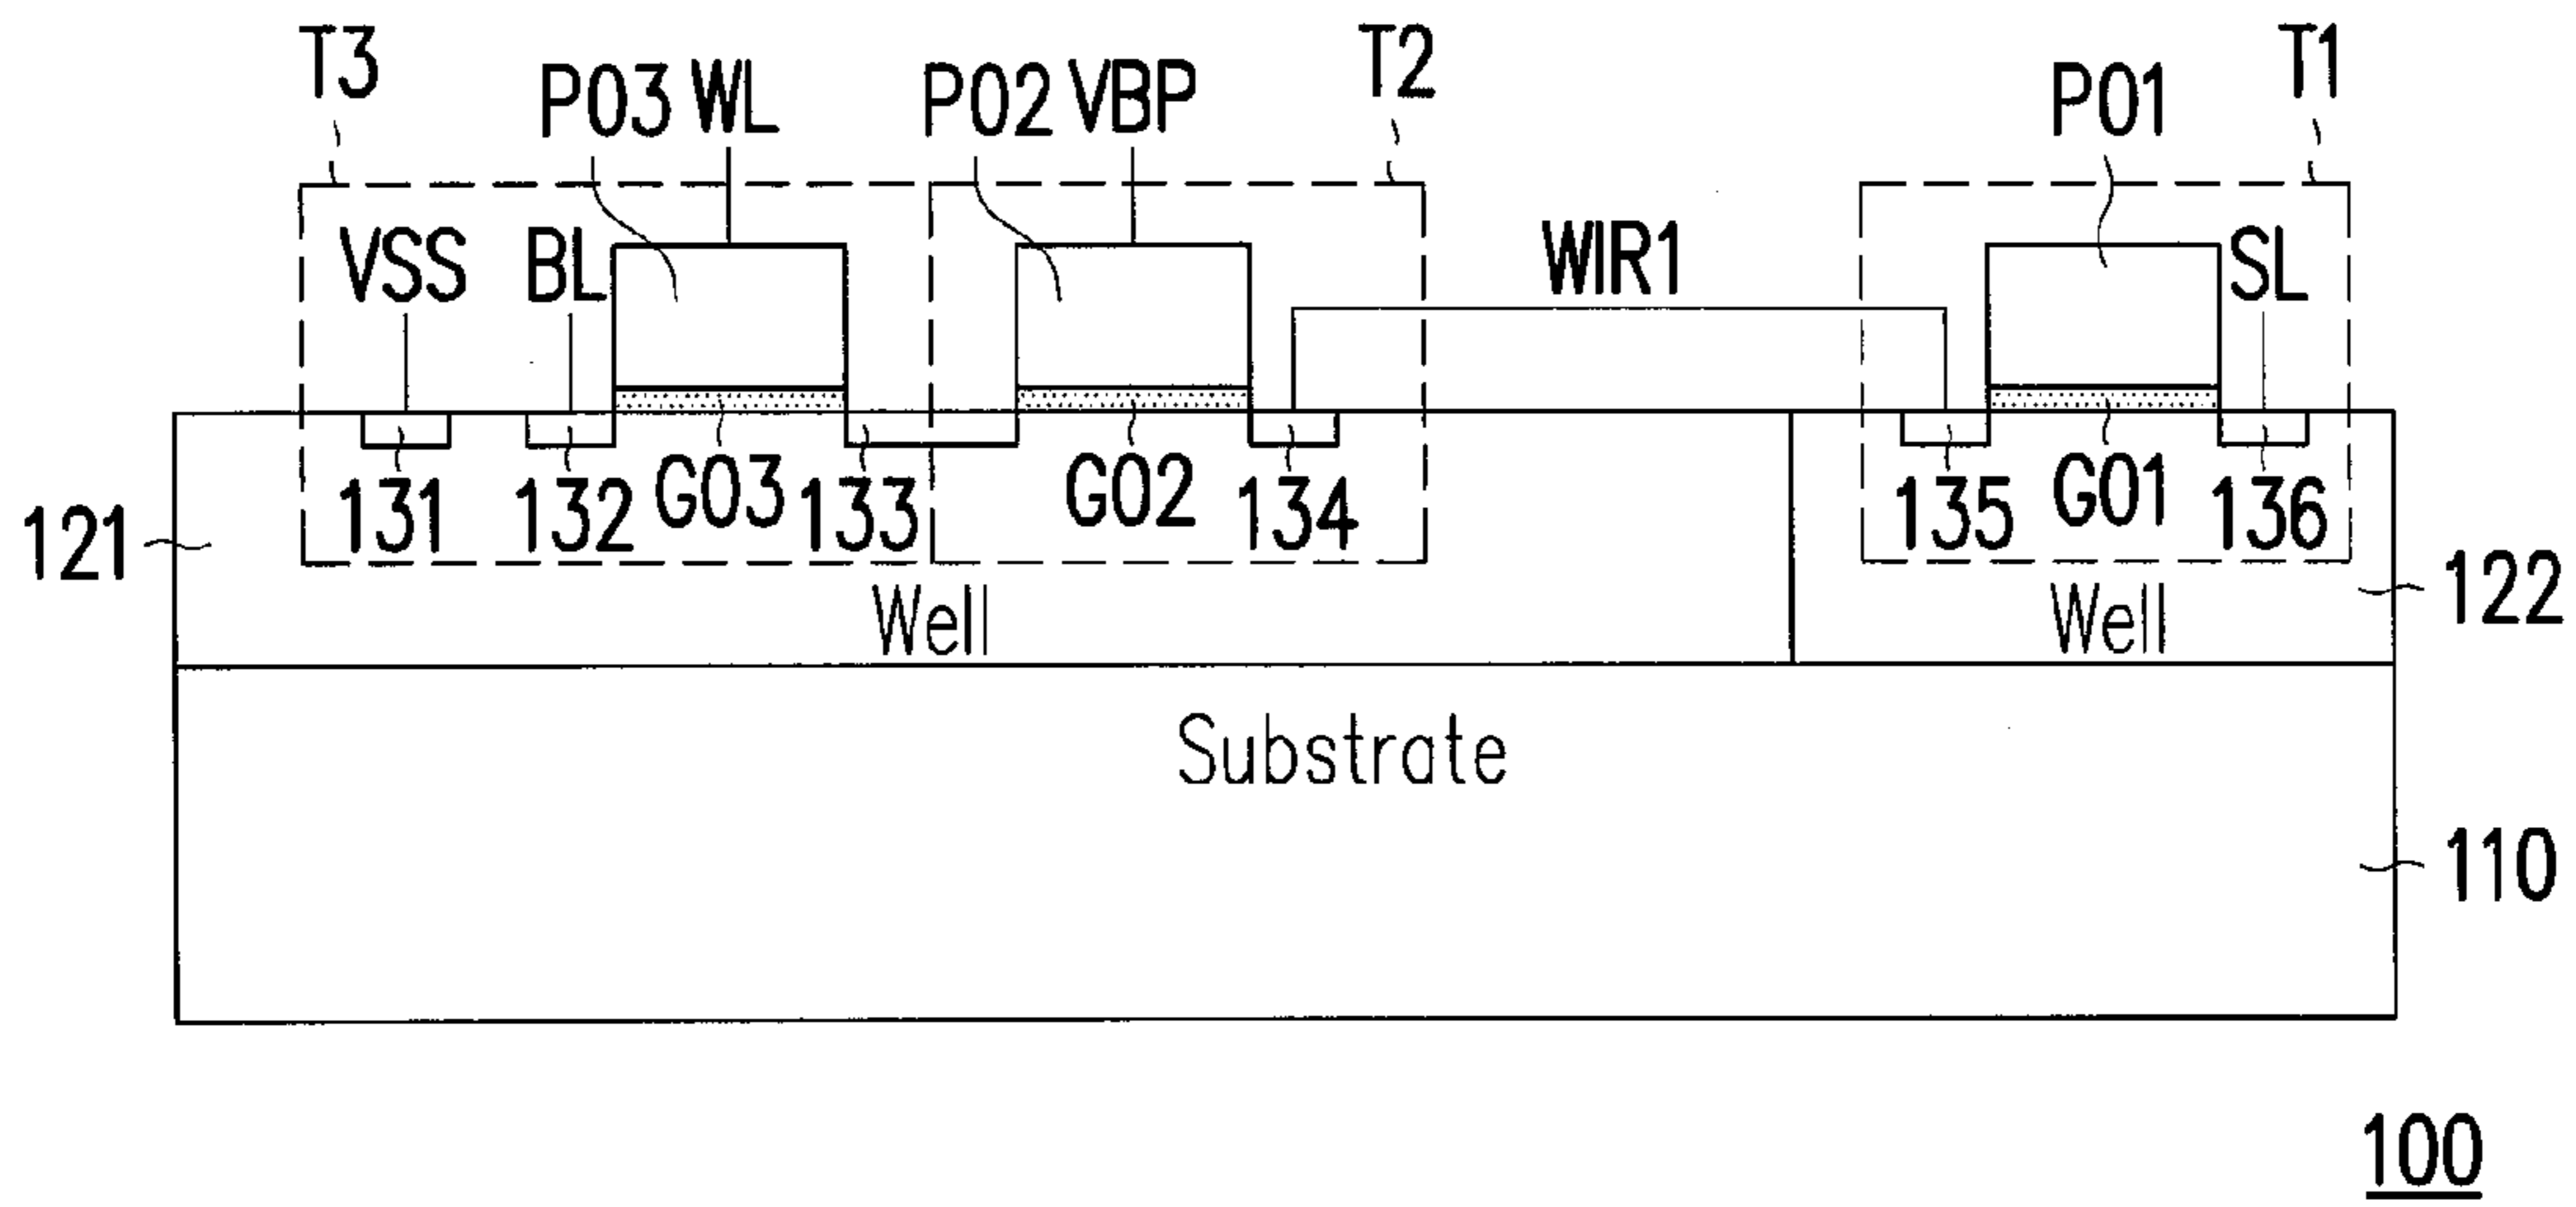 T3 T2 T1
P03 WL P02 VBP P01
VSS BL WIR1 SL
131 132 G03 133 G02 134 135 G01 136
121 122
Well Well
Substrate
110
100